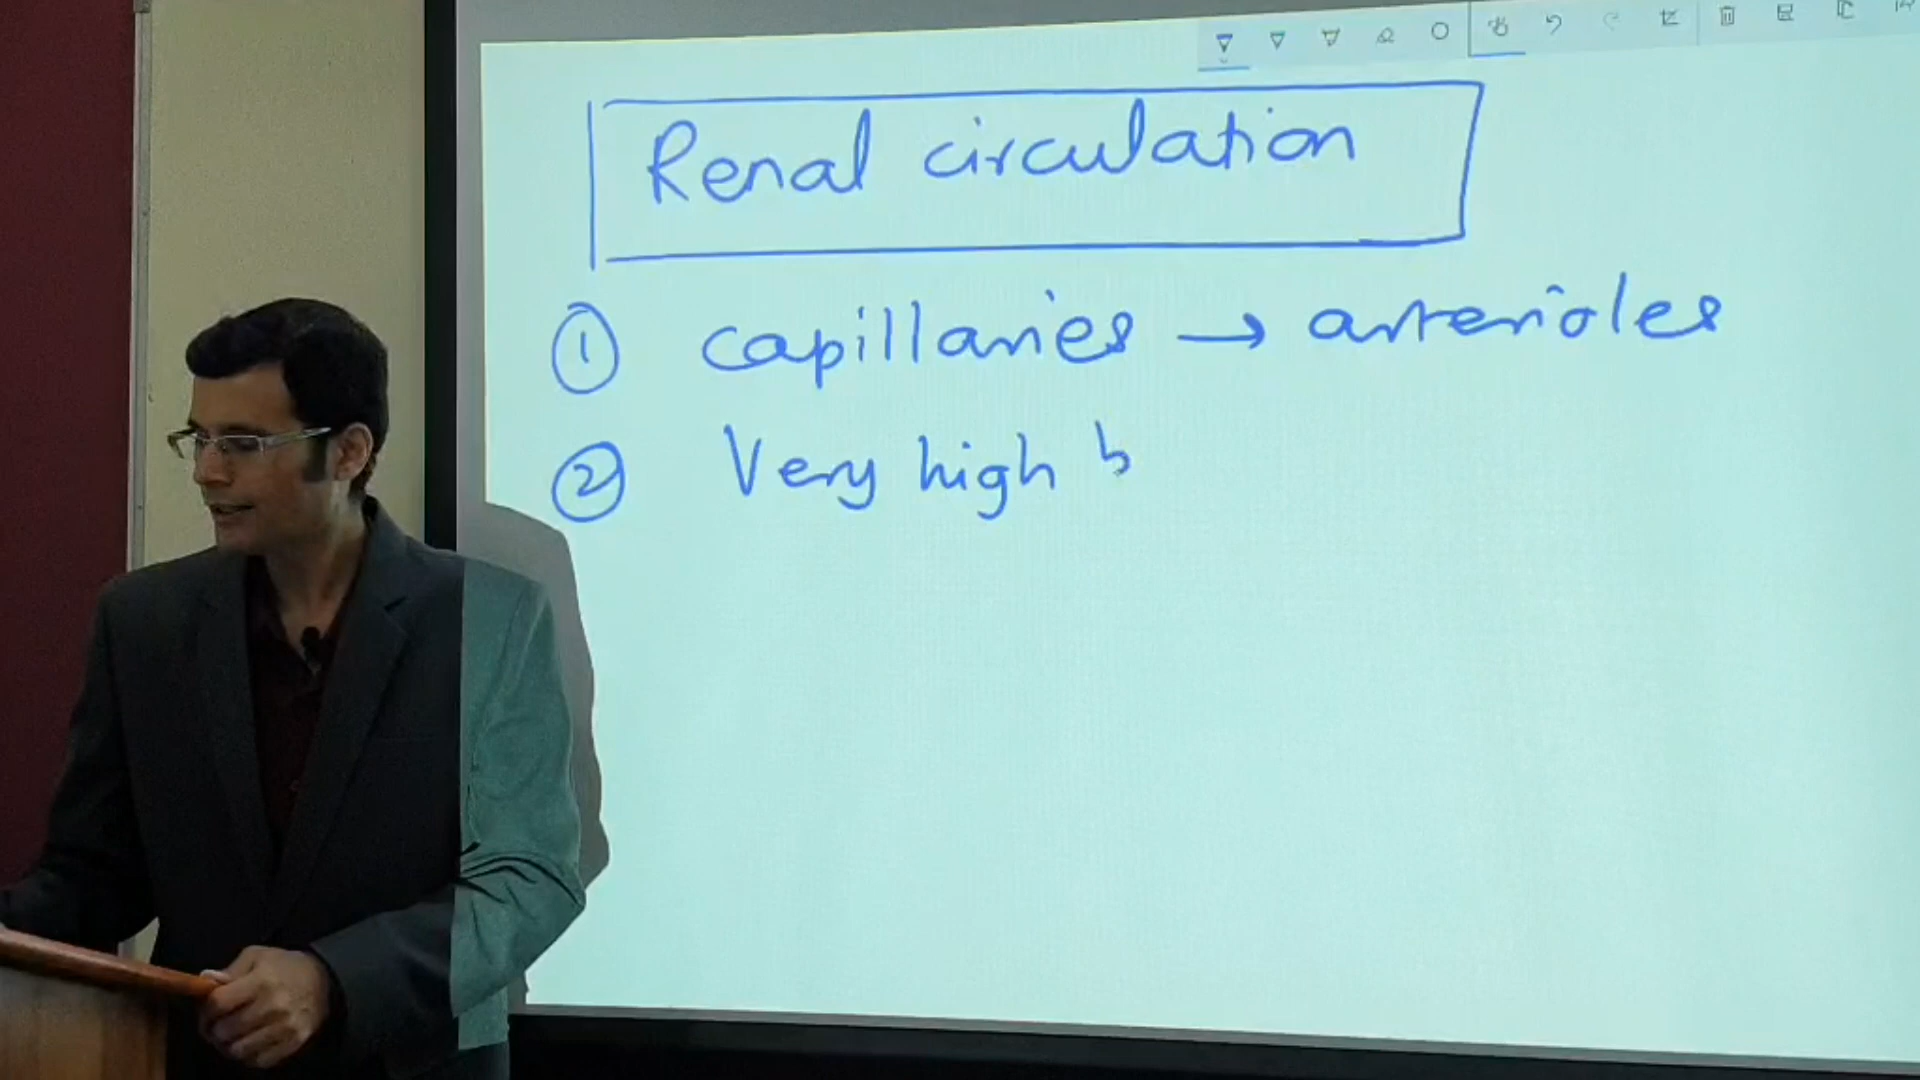 Renal circulation
① capillaries → arterioles
② Very high b